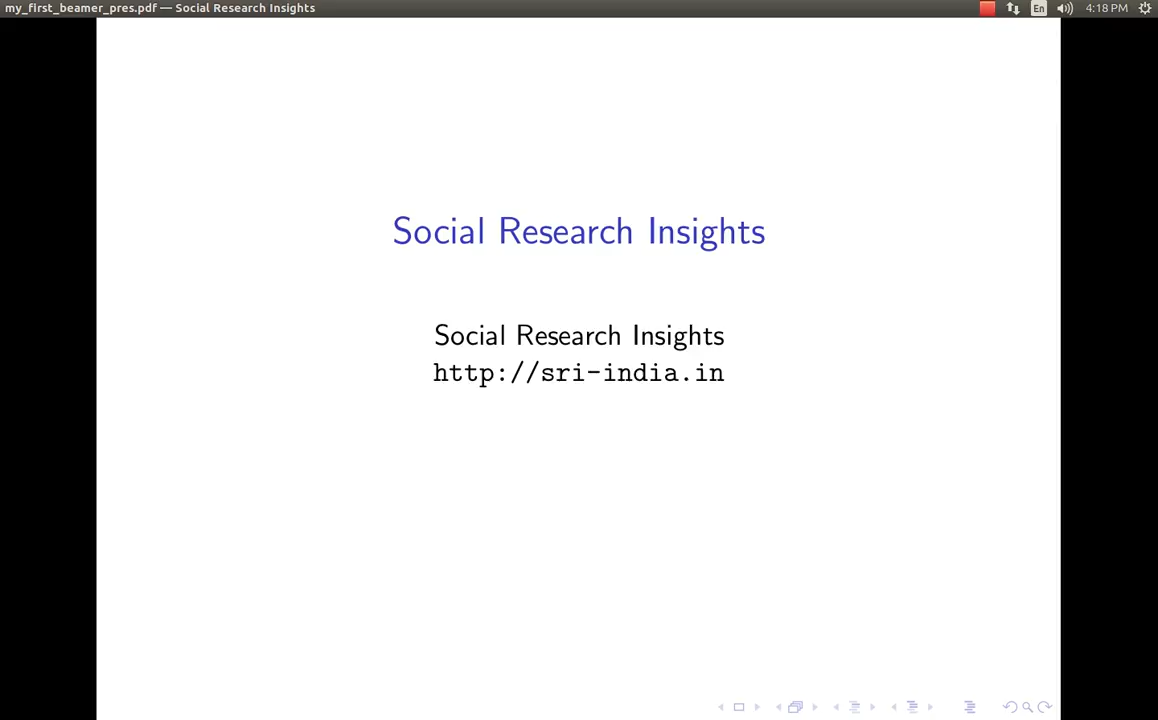 my_first_beamer_pres.pdf — Social Research Insights
En
4:18 PM
Social Research Insights
Social Research Insights
http://sri-india.in